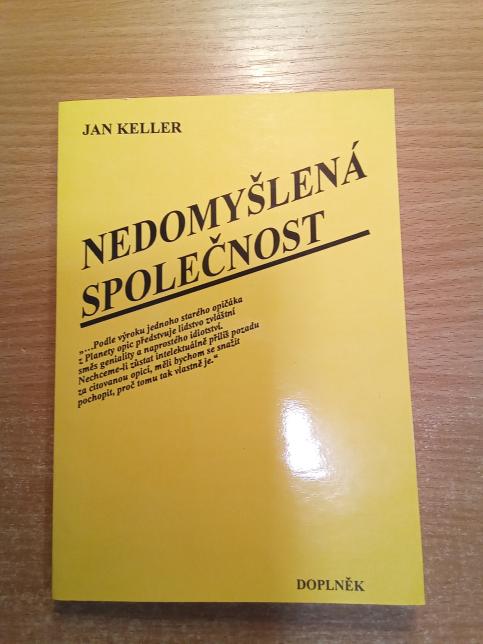 JAN KELLER
NEDOMYŠLENÁ
SPOLEČNOST
„...Podle výroku jednoho starého opičáka
z Planety opic předstvuje lidstvo zvláštní
směs geniality a naprostého idiotství.
Nechceme-li zůstat intelektuálně příliš pozadu
za citovanou opicí, měli bychom se snažit
pochopit, proč tomu tak vlastně je.“
DOPLNĚK